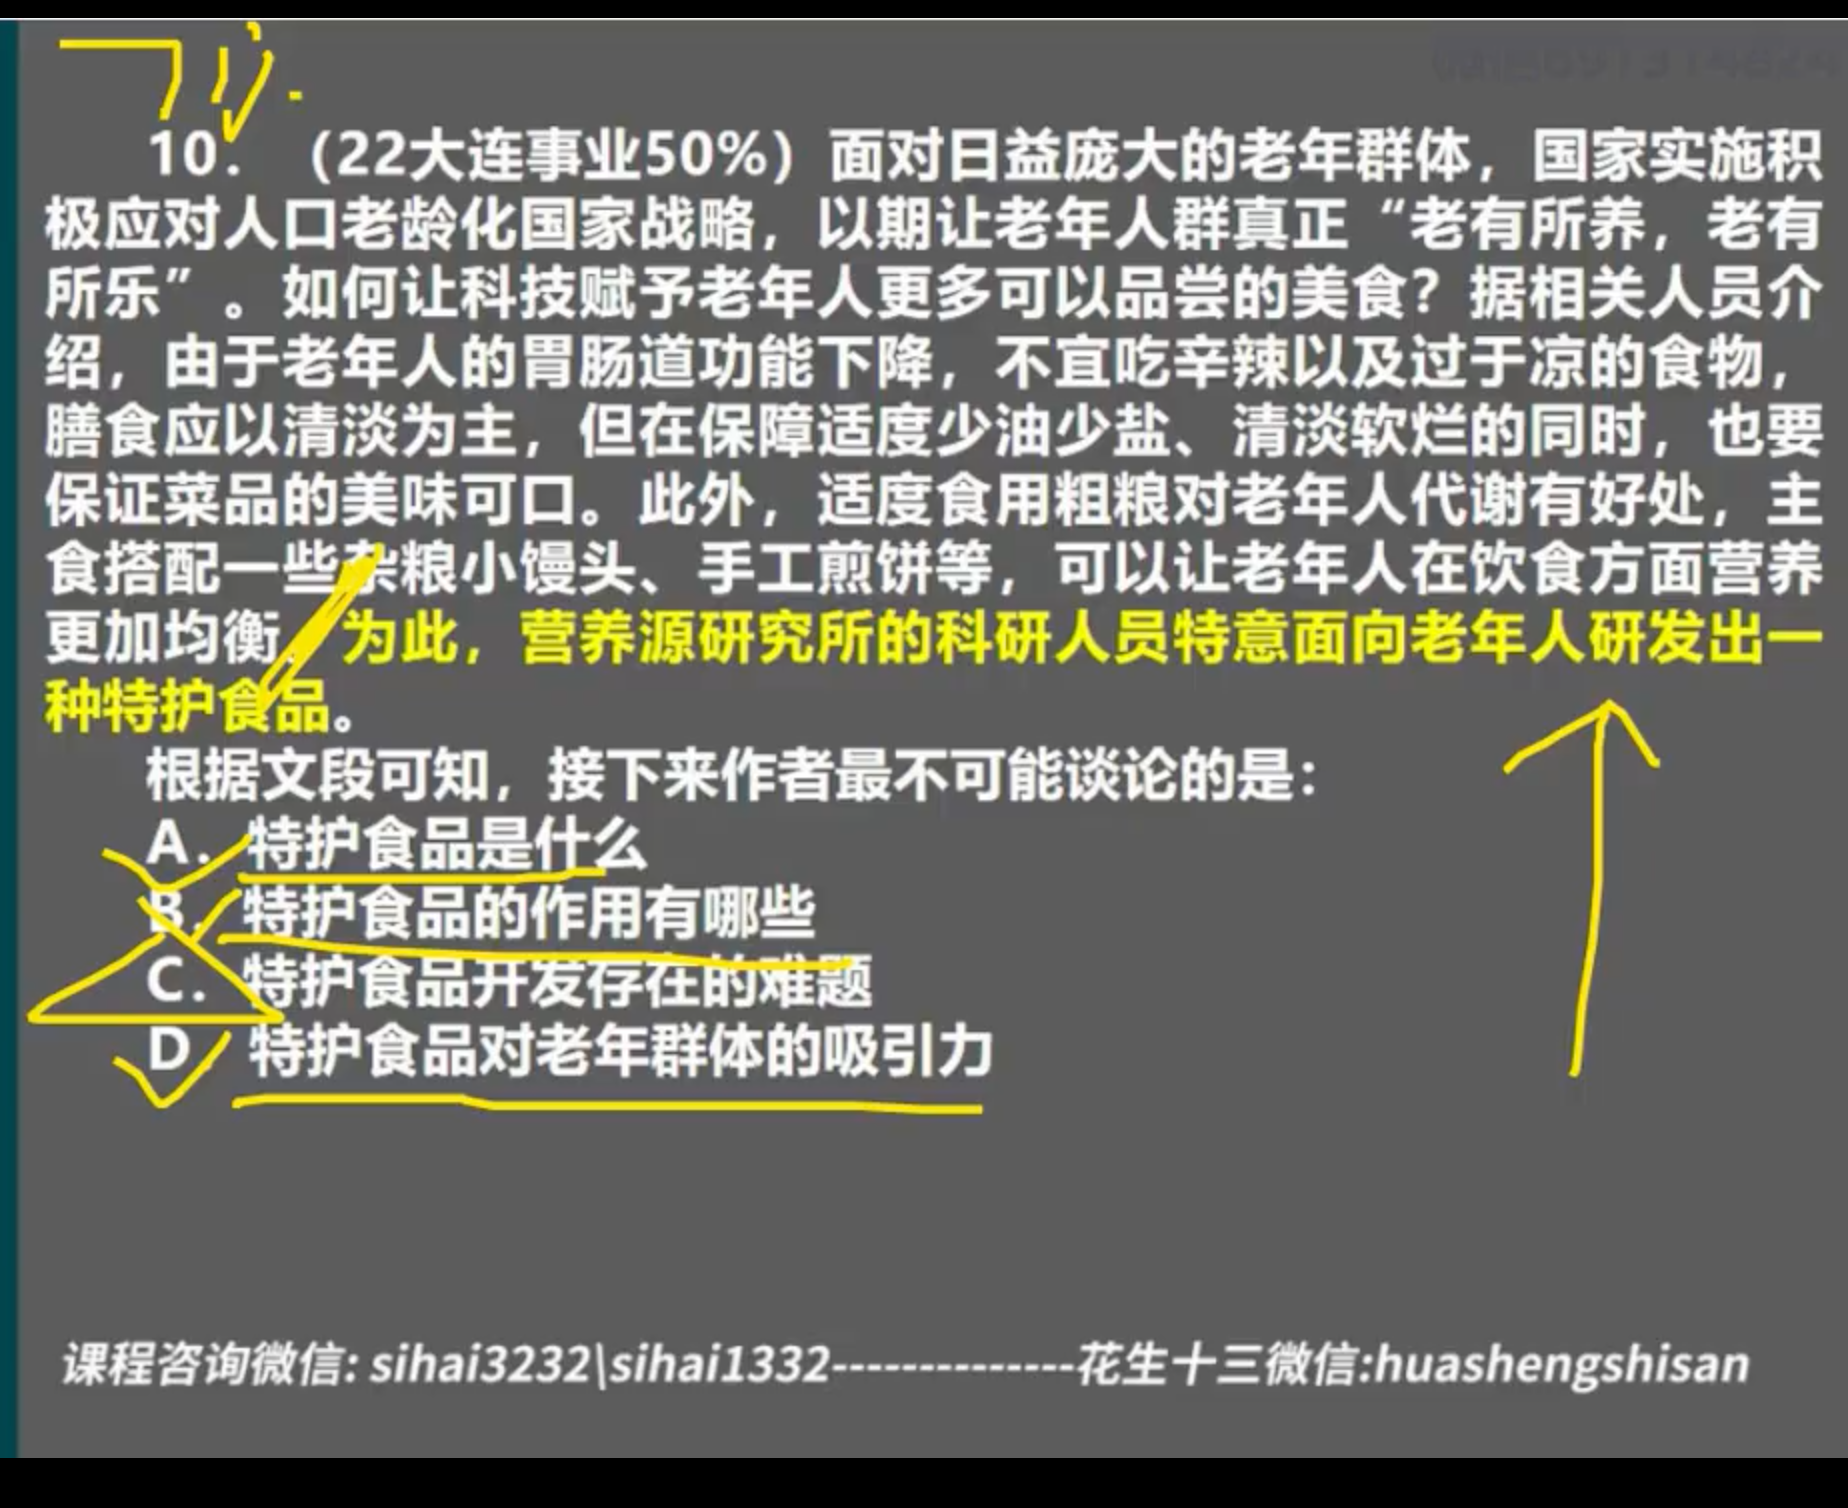 10. （22大连事业50%）面对日益庞大的老年群体，国家实施积
极应对人口老龄化国家战略，以期让老年人群真正“老有所养，老有
所乐”。如何让科技赋予老年人更多可以品尝的美食？据相关人员介
绍，由于老年人的胃肠道功能下降，不宜吃辛辣以及过于凉的食物，
膳食应以清淡为主，但在保障适度少油少盐、清淡软烂的同时，也要
保证菜品的美味可口。此外，适度食用粗粮对老年人代谢有好处，主
食搭配一些杂粮小馒头、手工煎饼等，可以让老年人在饮食方面营养
更加均衡。为此，营养源研究所的科研人员特意面向老年人研发出一
种特护食品。
根据文段可知，接下来作者最不可能谈论的是：
A. 特护食品是什么
B. 特护食品的作用有哪些
C. 特护食品开发存在的难题
D 特护食品对老年群体的吸引力
课程咨询微信: sihai3232\sihai1332--------------花生十三微信:huashengshisan